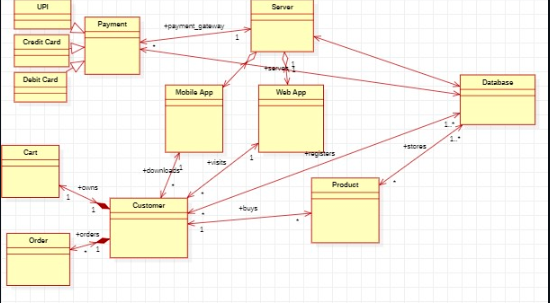 UPI
Server
Payment
+payment_gateway
Credit Card
1
*
Debit Card
1
Database
Mobile App
Web App
1..*
+stores
1..*
Cart
+registers
+visits
1
+downloads
1
*
*
Product
*
+owns
1
1
Customer
*
+buys
*
1
Order
+orders
*
1